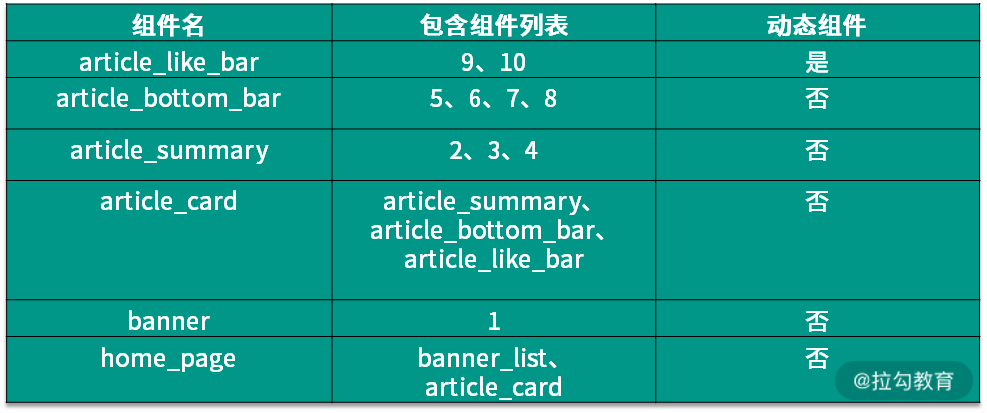 组件名 包含组件列表 动态组件
article_like_bar 9、10 是
article_bottom_bar 5、6、7、8 否
article_summary 2、3、4 否
article_card article_summary、 否
article_bottom_bar、
article_like_bar
banner 1 否
home_page banner_list、 否
article_card
@拉勾教育